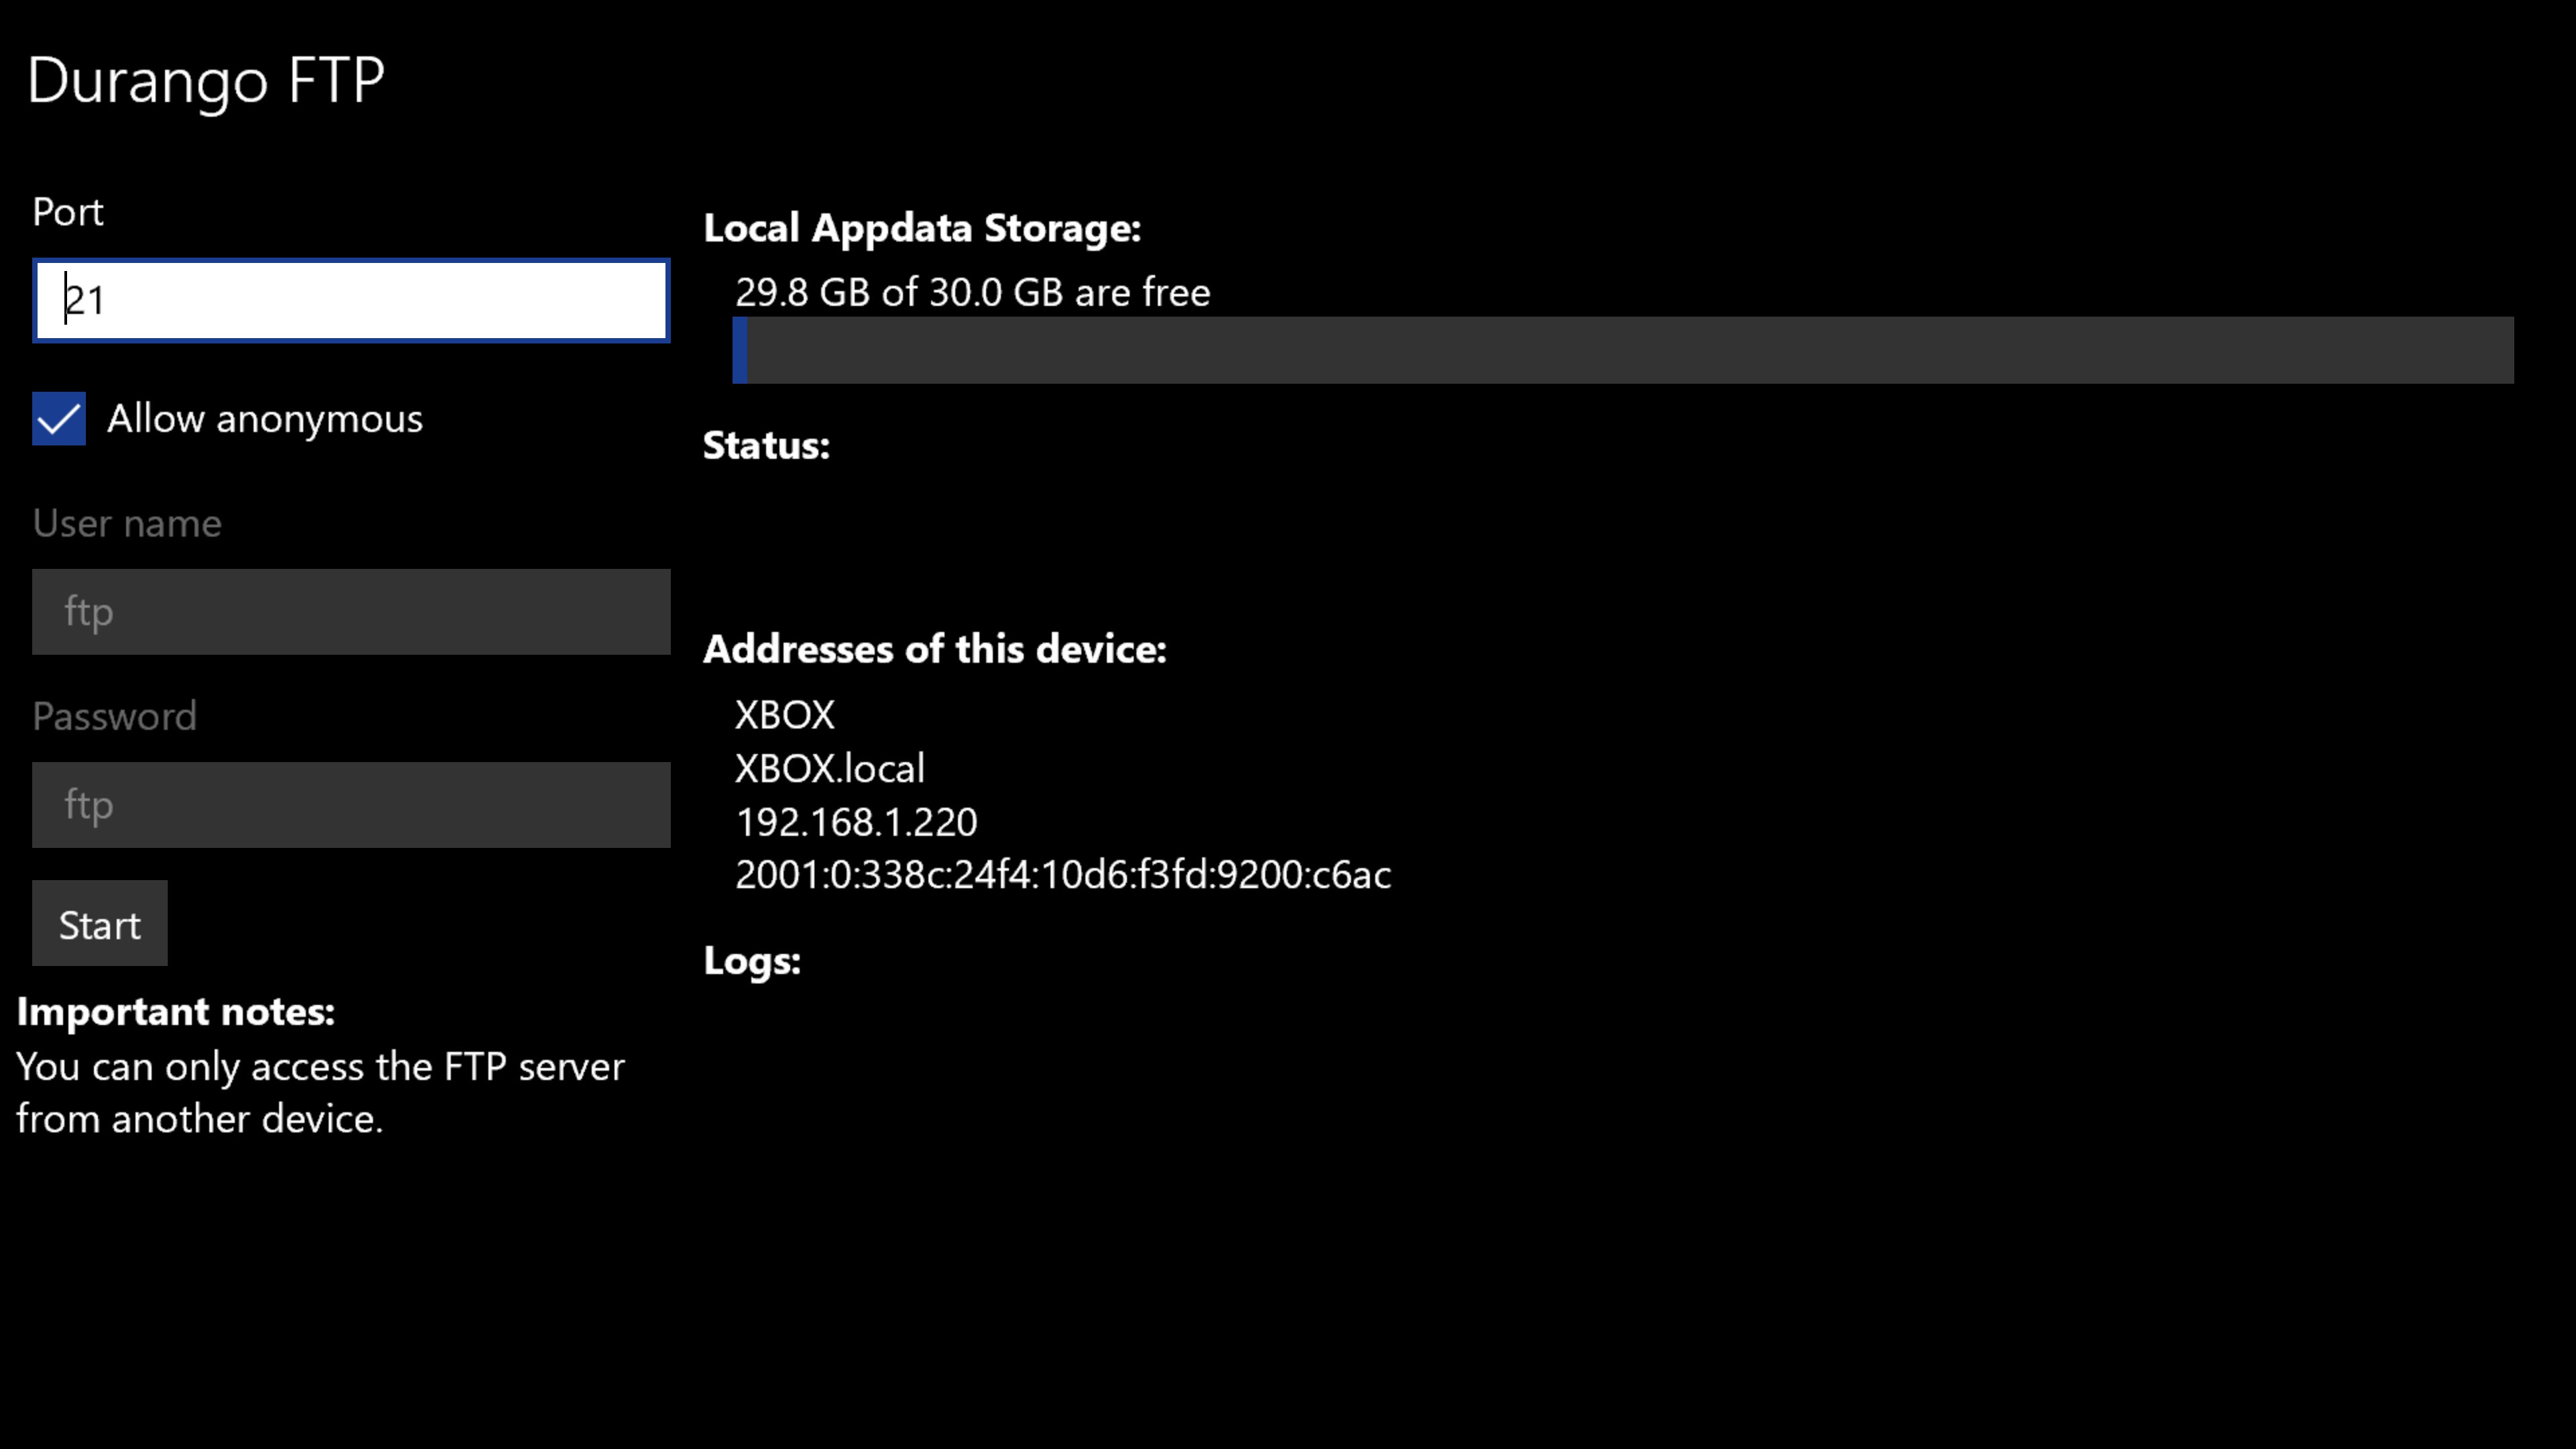 Durango FTP
Port
21
Allow anonymous
User name
ftp
Password
ftp
Start
Important notes:
You can only access the FTP server
from another device.
Local Appdata Storage:
29.8 GB of 30.0 GB are free
Status:
Addresses of this device:
XBOX
XBOX.local
192.168.1.220
2001:0:338c:24f4:10d6:f3fd:9200:c6ac
Logs: